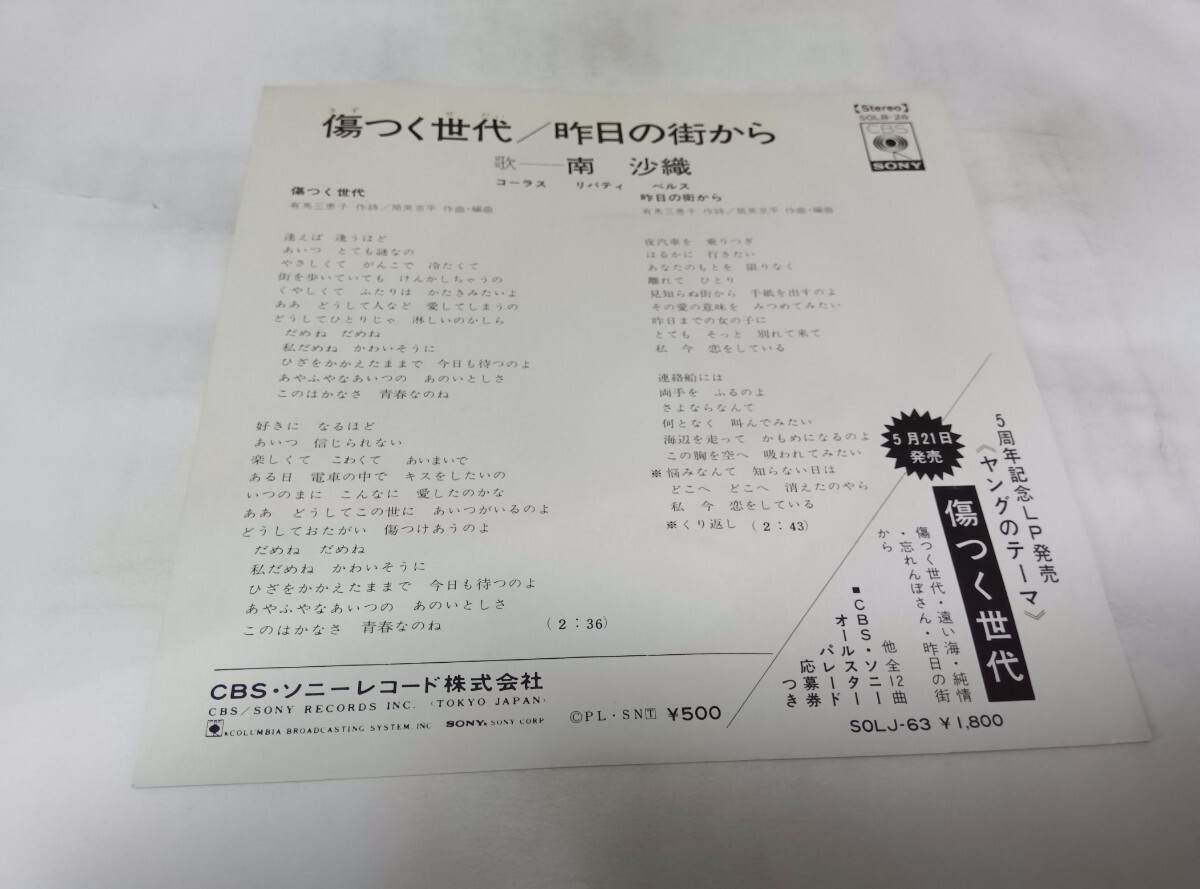 傷つく世代／昨日の街から
歌——南 沙織
コーラス リバティ ベルス
【Stereo】
SOLB-26
CBS
SONY
傷つく世代
有馬三恵子 作詩／筒美京平 作曲・編曲
逢えば 逢うほど
あいつ とても謎なの
やさしくて がんこで 冷たくて
街を歩いていても けんかしちゃうの
くやしくて ふたりは かたきみたいよ
ああ どうして人など 愛してしまうの
どうしてひとりじゃ 淋しいのかしら
だめね だめね
私だめね かわいそうに
ひざをかかえたままで 今日も待つのよ
あやふやなあいつの あのいとしさ
このはかなさ 青春なのね
好きに なるほど
あいつ 信じられない
楽しくて こわくて あいまいで
ある日 電車の中で キスをしたいの
いつのまに こんなに 愛したのかな
ああ どうしてこの世に あいつがいるのよ
どうしておたがい 傷つけあうのよ
だめね だめね
私だめね かわいそうに
ひざをかかえたままで 今日も待つのよ
あやふやなあいつの あのいとしさ
このはかなさ 青春なのね (2:36)
昨日の街から
有馬三恵子 作詩／筒美京平 作曲・編曲
夜汽車を 乗りつぎ
はるかに 行きたい
あなたのもとを 限りなく
離れて ひとり
見知らぬ街から 手紙を出すのよ
その愛の意味を みつめてみたい
昨日までの女の子に
とても そっと 別れて来て
私 今 恋をしている
連絡船には
両手を ふるのよ
さよならなんて
何となく 叫んでみたい
海辺を走って かもめになるのよ
この胸を空へ 吸われてみたい
※悩みなんて 知らない日は
どこへ どこへ 消えたのやら
私 今 恋をしている
※くり返し (2:43)
5周年記念LP発売
《ヤングのテーマ》
5月21日
発売
傷つく世代
傷つく世代・遠い海・純情
・忘れんぼさん・昨日の街
から
他 全12曲
■CBS・ソニー
オールスター
パレード
応募券
つき
SOLJ-63 ¥1,800
CBS・ソニーレコード株式会社
CBS/SONY RECORDS INC. (TOKYO JAPAN)
COLUMBIA BROADCASTING SYSTEM. INC SONY. SONY CORP
ⒸPL・SN🅃 ¥500